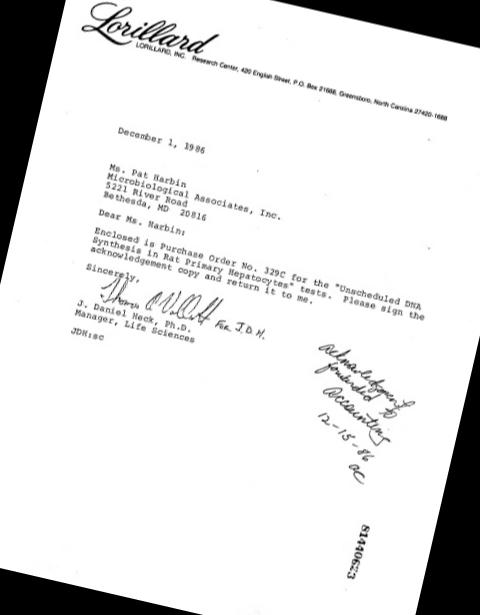 Lorillard
LORILLARD, INC. Research Center, 420 English Street, P.O. Box 21688, Greensboro, North Carolina 27420-1688
December 1, 1986
Ms. Pat Harbin
Microbiological Associates, Inc.
5221 River Road
Bethesda, MD 20816
Dear Ms. Harbin:
Enclosed is Purchase Order No. 329C for the "Unscheduled DNA
Synthesis in Rat Primary Hepatocytes" tests. Please sign the
acknowledgement copy and return it to me.
Sincerely,
FOR J.D.H.
J. Daniel Heck, Ph.D.
Manager, Life Sciences
JDH:sc
acknowledgement
forwarded to
accounting
12-15-86
ac
81440623